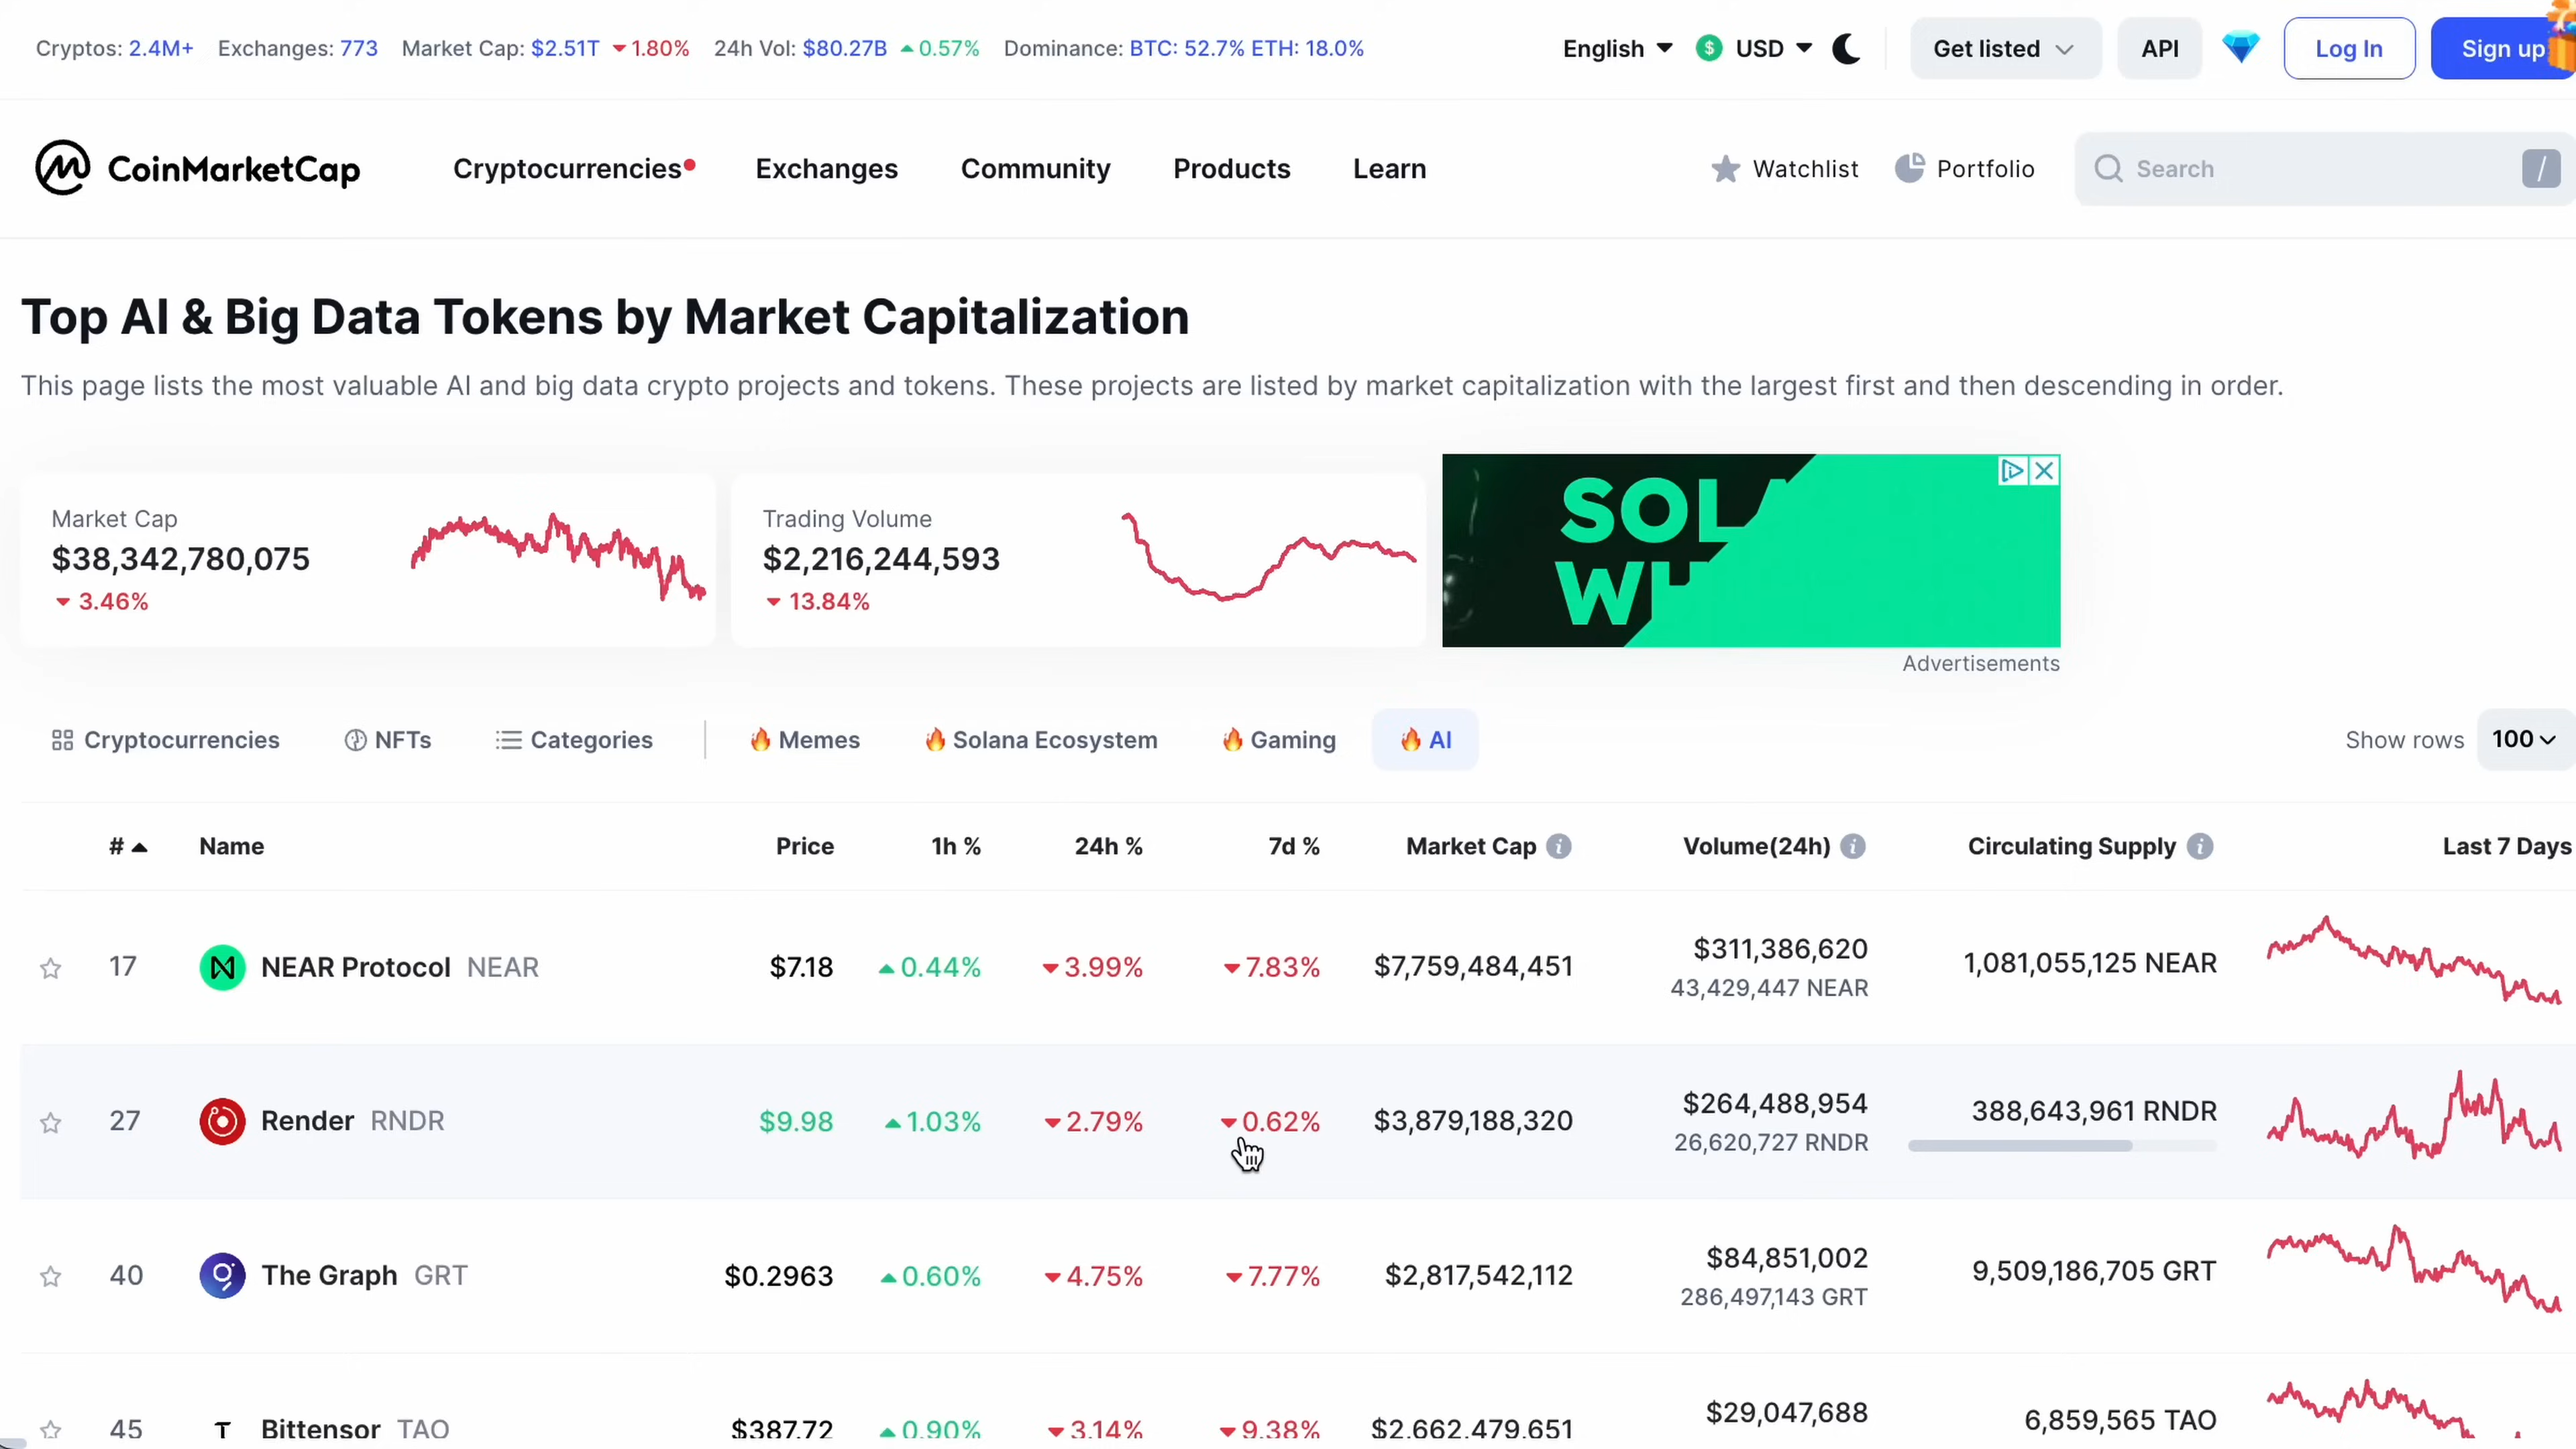 Cryptos: 2.4M+ Exchanges: 773 Market Cap: $2.51T 1.80% 24h Vol: $80.27B 0.57% Dominance: BTC: 52.7% ETH: 18.0% English USD Get listed API Log In Sign up
CoinMarketCap Cryptocurrencies Exchanges Community Products Learn Watchlist Portfolio Search /
Top AI & Big Data Tokens by Market Capitalization
This page lists the most valuable AI and big data crypto projects and tokens. These projects are listed by market capitalization with the largest first and then descending in order.
Market Cap
$38,342,780,075
3.46%
Trading Volume
$2,216,244,593
13.84%
Advertisements
Cryptocurrencies NFTs Categories Memes Solana Ecosystem Gaming AI Show rows 100
# Name Price 1h % 24h % 7d % Market Cap Volume(24h) Circulating Supply Last 7 Days
17 NEAR Protocol NEAR $7.18 0.44% 3.99% 7.83% $7,759,484,451 $311,386,620 1,081,055,125 NEAR
43,429,447 NEAR
27 Render RNDR $9.98 1.03% 2.79% 0.62% $3,879,188,320 $264,488,954 388,643,961 RNDR
26,620,727 RNDR
40 The Graph GRT $0.2963 0.60% 4.75% 7.77% $2,817,542,112 $84,851,002 9,509,186,705 GRT
286,497,143 GRT
45 Bittensor TAO $387.72 0.90% 3.14% 9.38% $2,662,479,651 $29,047,688 6,859,565 TAO